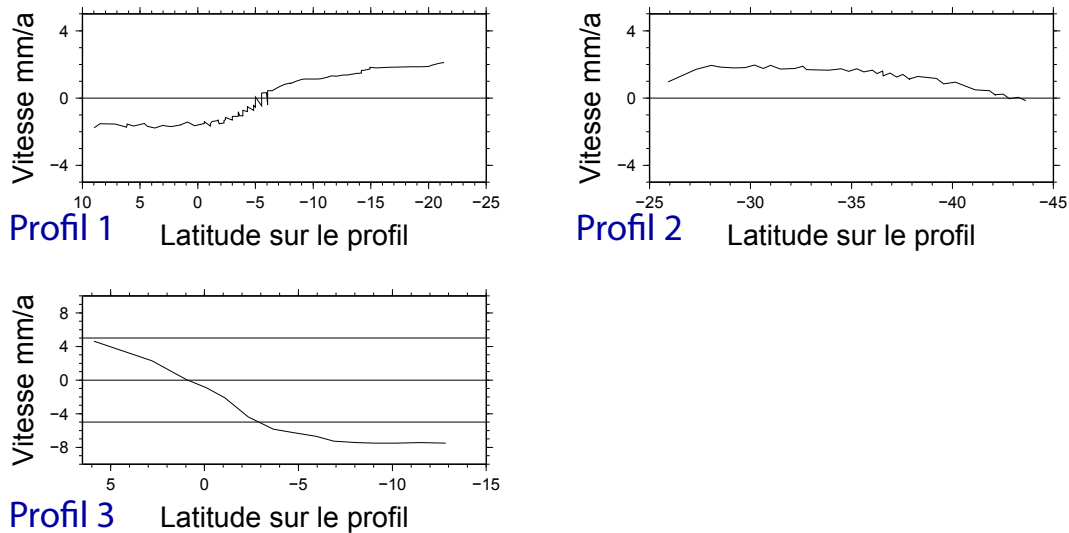 Vitesse mm/a
4
0
−4
10 5 0 −5 −10 −15 −20 −25
Profil 1 Latitude sur le profil
Vitesse mm/a
4
0
−4
−25 −30 −35 −40 −45
Profil 2 Latitude sur le profil
Vitesse mm/a
8
4
0
−4
−8
5 0 −5 −10 −15
Profil 3 Latitude sur le profil